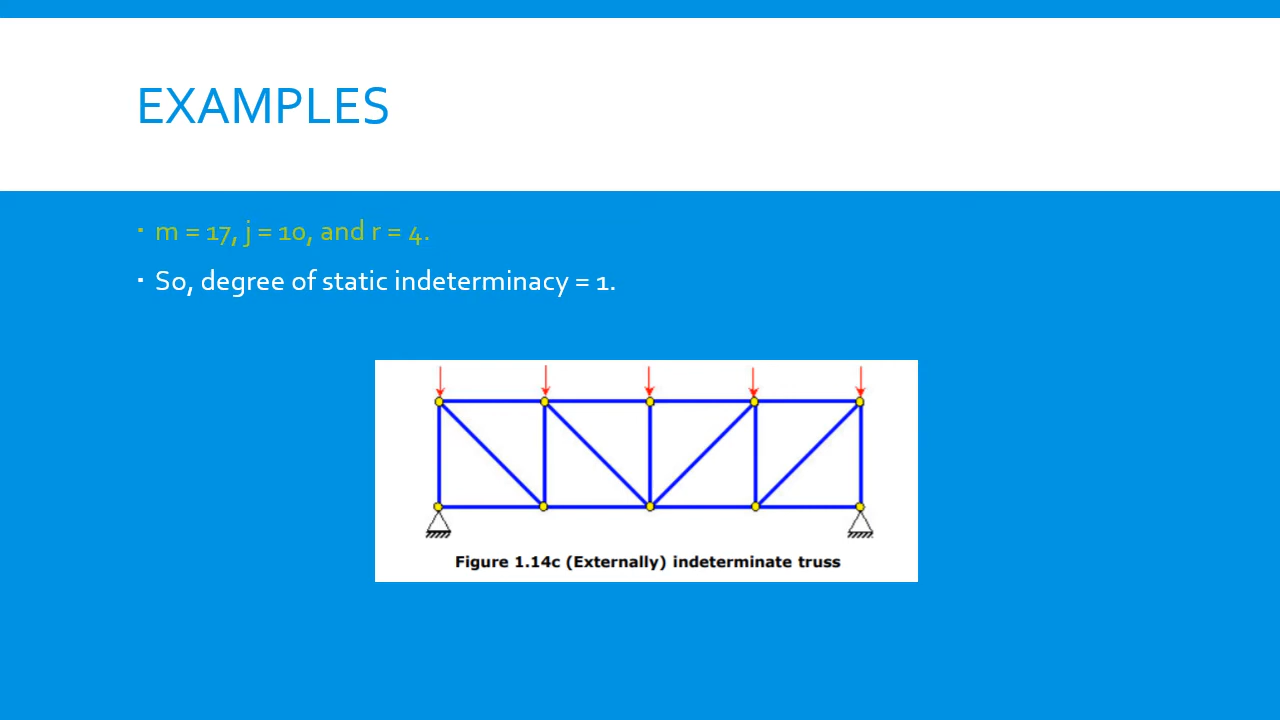 EXAMPLES
▪ m = 17, j = 10, and r = 4.
▪ So, degree of static indeterminacy = 1.
Figure 1.14c (Externally) indeterminate truss